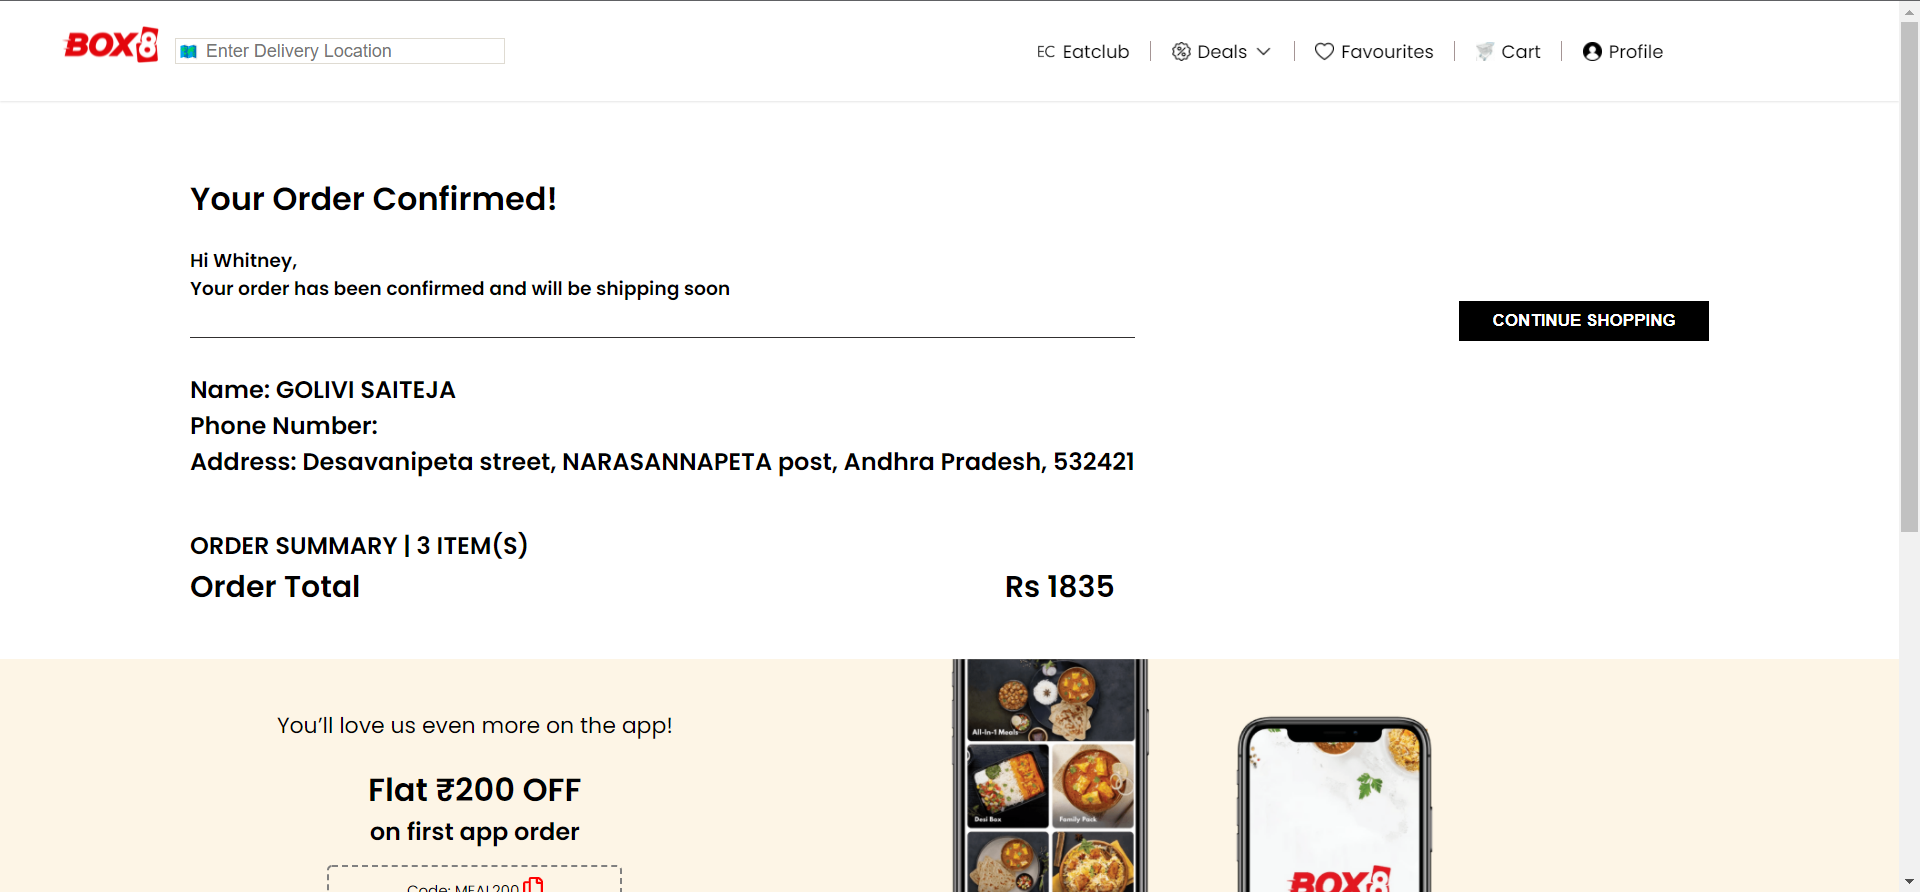 BOX8
Enter Delivery Location
EC Eatclub
Deals
Favourites
Cart
Profile
Your Order Confirmed!
Hi Whitney,
Your order has been confirmed and will be shipping soon
CONTINUE SHOPPING
Name: GOLIVI SAITEJA
Phone Number:
Address: Desavanipeta street, NARASANNAPETA post, Andhra Pradesh, 532421
ORDER SUMMARY | 3 ITEM(S)
Order Total Rs 1835
You’ll love us even more on the app!
Flat ₹200 OFF
on first app order
Code: MEAL200
All-in-1 Meals
Desi Box
Family Pack
BOX8